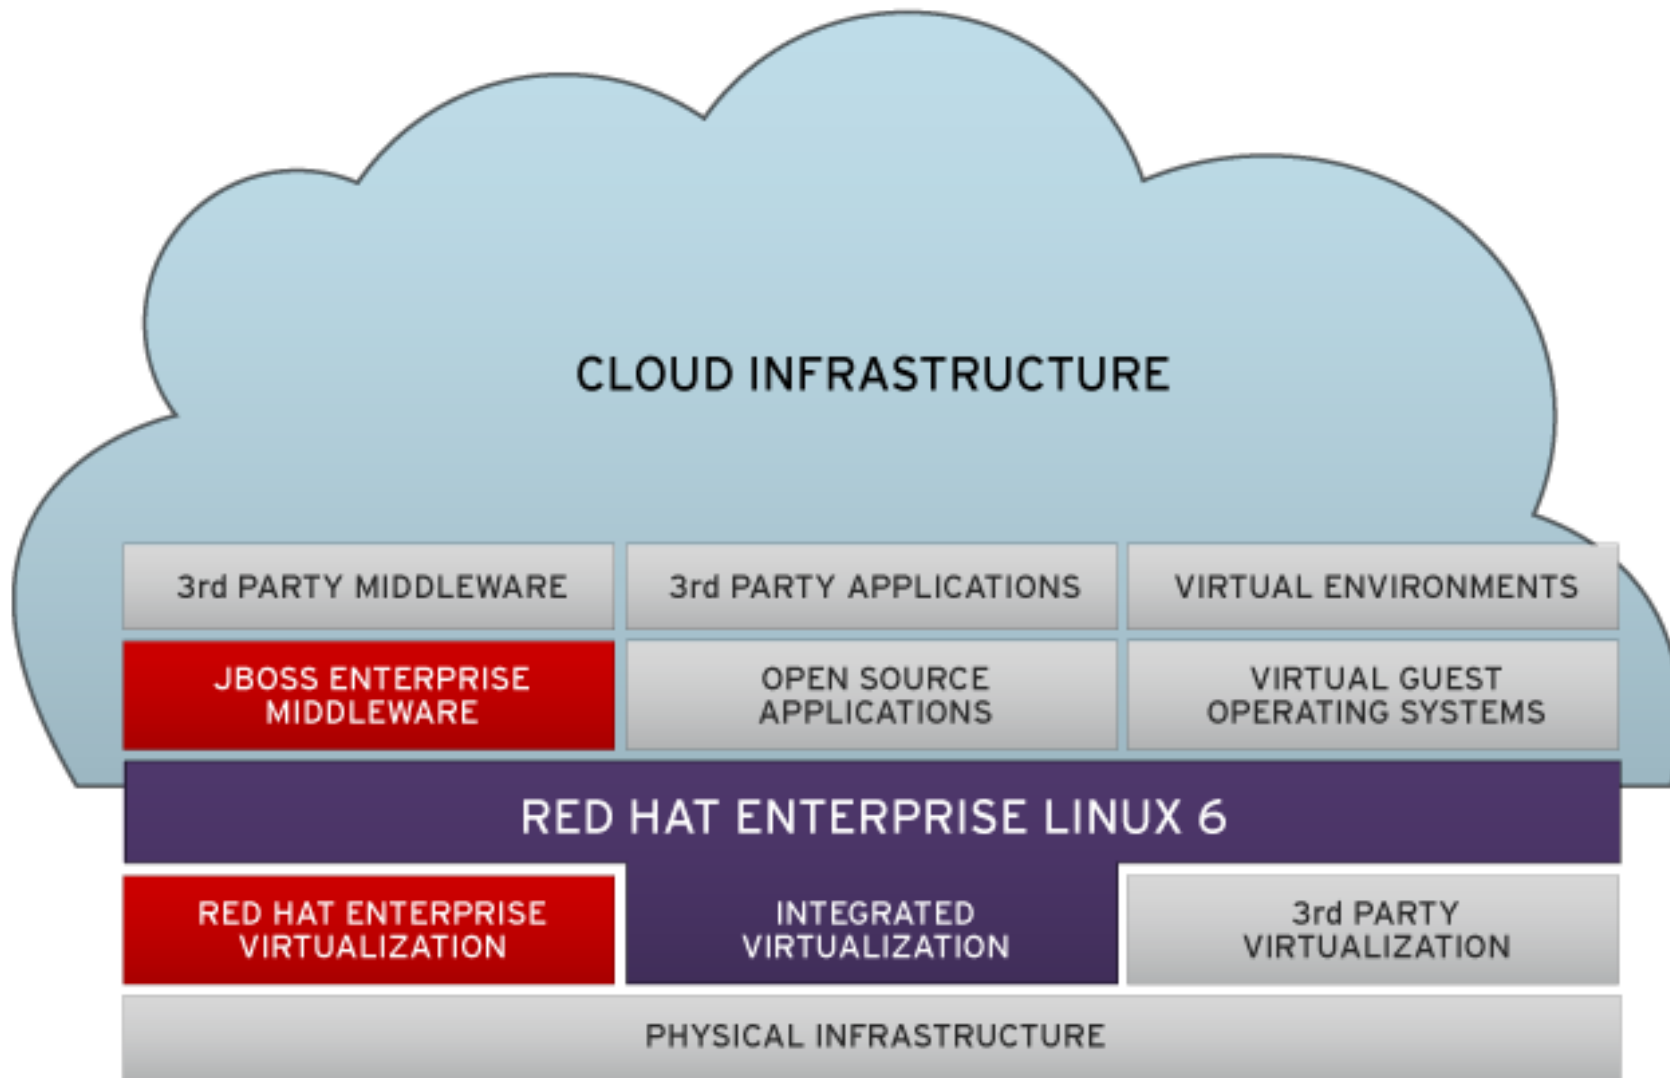 CLOUD INFRASTRUCTURE
3rd PARTY MIDDLEWARE
3rd PARTY APPLICATIONS
VIRTUAL ENVIRONMENTS
JBOSS ENTERPRISE
MIDDLEWARE
OPEN SOURCE
APPLICATIONS
VIRTUAL GUEST
OPERATING SYSTEMS
RED HAT ENTERPRISE LINUX 6
RED HAT ENTERPRISE
VIRTUALIZATION
INTEGRATED
VIRTUALIZATION
3rd PARTY
VIRTUALIZATION
PHYSICAL INFRASTRUCTURE